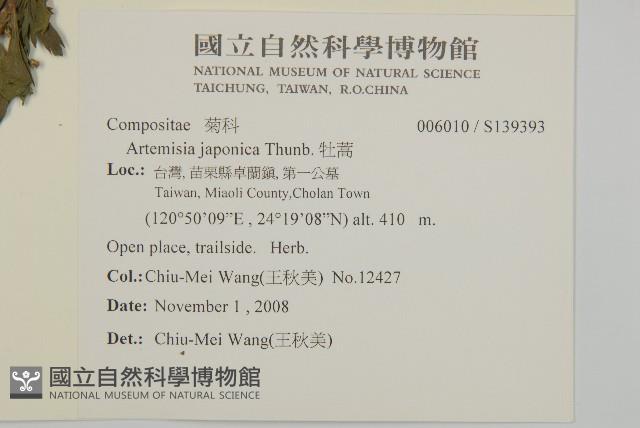 國立自然科學博物館
NATIONAL MUSEUM OF NATURAL SCIENCE
TAICHUNG, TAIWAN, R.O.CHINA
Compositae 菊科 006010 / S139393
Artemisia japonica Thunb. 牡蒿
Loc.: 台灣, 苗栗縣卓蘭鎮, 第一公墓
Taiwan, Miaoli County,Cholan Town
(120°50’09”E , 24°19’08”N) alt. 410 m.
Open place, trailside. Herb.
Col.:Chiu-Mei Wang(王秋美) No.12427
Date: November 1 , 2008
Det.: Chiu-Mei Wang(王秋美)
國立自然科學博物館
NATIONAL MUSEUM OF NATURAL SCIENCE